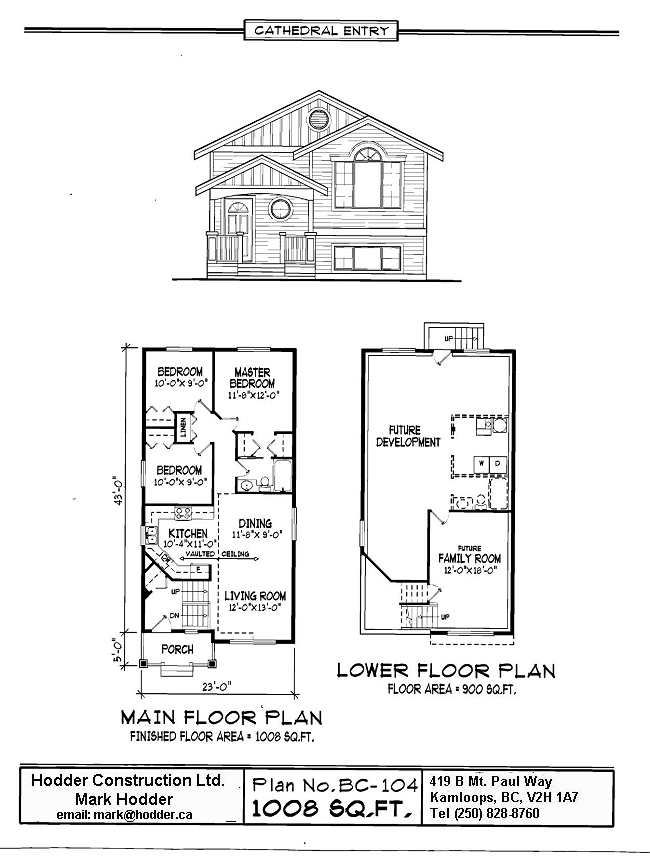 CATHEDRAL ENTRY
BEDROOM
10'-0"X 9'-0"
MASTER
BEDROOM
11'-8"X12'-0"
LINEN
BEDROOM
10'-0"X 9'-0"
43'-0"
KITCHEN
10'-4"X11'-0"
DINING
11'-8"X 9'-0"
VAULTED CEILING
F.
UP
DN
LIVING ROOM
12'-0"X13'-0"
5'-0"
PORCH
23'-0"
MAIN FLOOR PLAN
FINISHED FLOOR AREA = 1008 SQ.FT.
UP
FUTURE
DEVELOPMENT
W D
FUTURE
FAMILY ROOM
12'-0"X18'-0"
UP
LOWER FLOOR PLAN
FLOOR AREA = 900 SQ.FT.
Hodder Construction Ltd.
Mark Hodder
email: mark@hodder.ca
Plan No. BC-104
1008 SQ.FT.
419 B Mt. Paul Way
Kamloops, BC, V2H 1A7
Tel (250) 828-8760